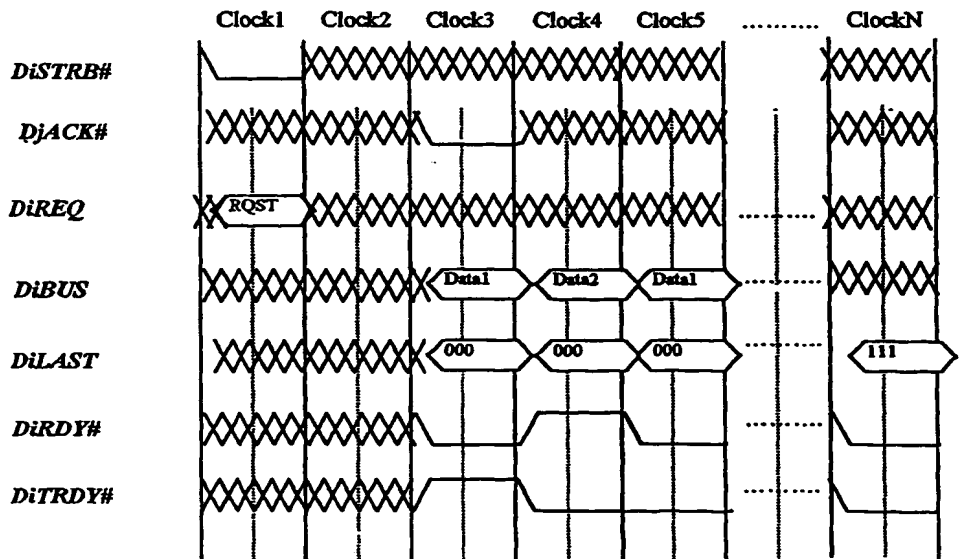 Clock1 Clock2 Clock3 Clock4 Clock5 ........ ClockN
DiSTRB#
DjACK#
DiREQ RQST ........
DiBUS Data1 Data2 Data1 ........
DiLAST 000 000 000 ........ 111
DiRDY# ........
DiTRDY# ........